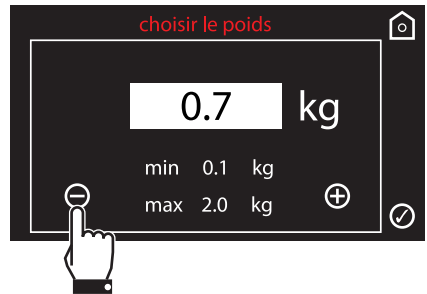 choisir le poids
0.7 kg
min 0.1 kg
max 2.0 kg